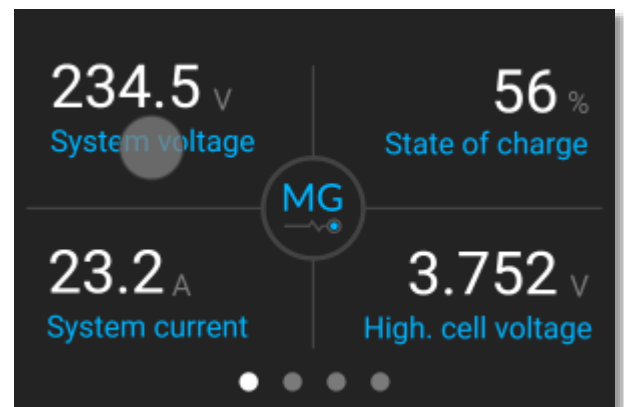 234.5 V
System voltage
56 %
State of charge
MG
23.2 A
System current
3.752 V
High. cell voltage